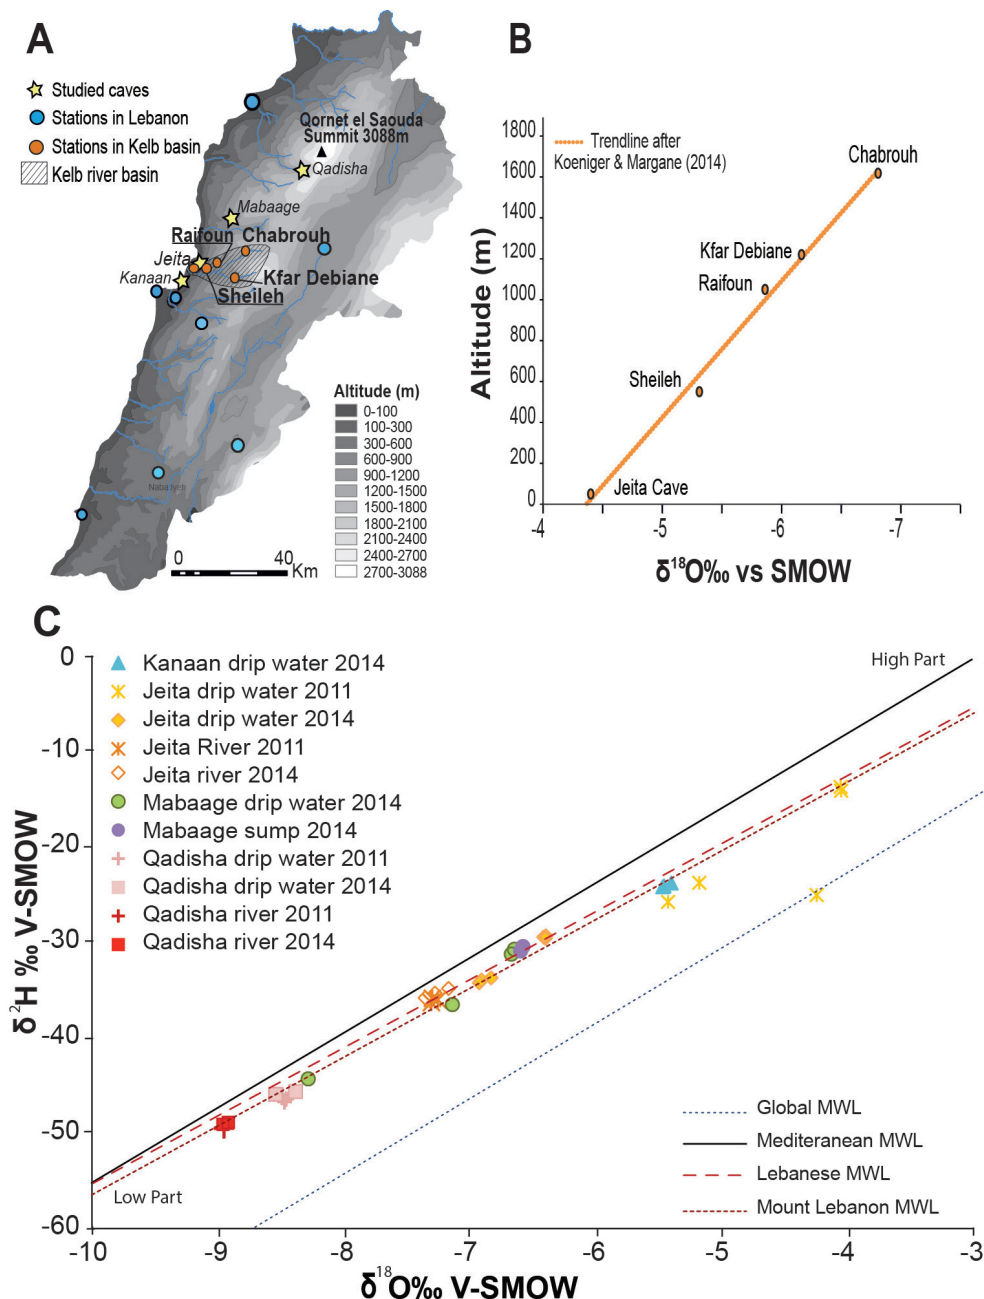 A
Studied caves
Stations in Lebanon
Stations in Kelb basin
Kelb river basin
Qornet el Saouda
Summit 3088m
Qadisha
Mabaage
Raifoun Chabrouh
Jeita
Kanaan
Kfar Debiane
Sheileh
Altitude (m)
0-100
100-300
300-600
600-900
900-1200
1200-1500
1500-1800
1800-2100
2100-2400
2400-2700
2700-3088
0 40
Km
B
Altitude (m)
1800
1600
1400
1200
1000
800
600
400
200
0
Trendline after
Koeniger & Margane (2014)
Chabrouh
Kfar Debiane
Raifoun
Sheileh
Jeita Cave
-4 -5 -6 -7
δ¹⁸O‰ vs SMOW
C
δ²H ‰ V-SMOW
0
-10
-20
-30
-40
-50
-60
Kanaan drip water 2014
Jeita drip water 2011
Jeita drip water 2014
Jeita River 2011
Jeita river 2014
Mabaage drip water 2014
Mabaage sump 2014
Qadisha drip water 2011
Qadisha drip water 2014
Qadisha river 2011
Qadisha river 2014
High Part
Low Part
Global MWL
Mediteranean MWL
Lebanese MWL
Mount Lebanon MWL
-10 -9 -8 -7 -6 -5 -4 -3
δ¹⁸O‰ V-SMOW